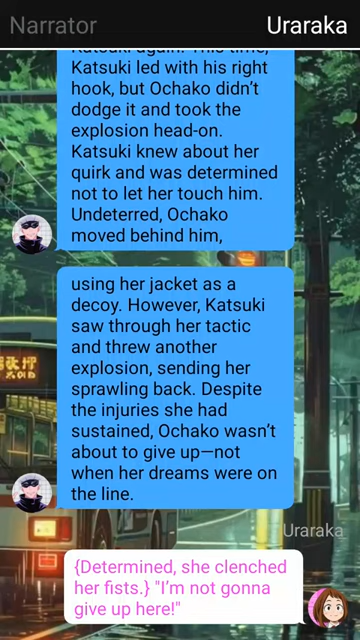 Narrator
Uraraka
Katsuki again. This time,
Katsuki led with his right
hook, but Ochako didn't
dodge it and took the
explosion head-on.
Katsuki knew about her
quirk and was determined
not to let her touch him.
Undeterred, Ochako
moved behind him,
using her jacket as a
decoy. However, Katsuki
saw through her tactic
and threw another
explosion, sending her
sprawling back. Despite
the injuries she had
sustained, Ochako wasn't
about to give up—not
when her dreams were on
the line.
Uraraka
{Determined, she clenched
her fists.} "I'm not gonna
give up here!"